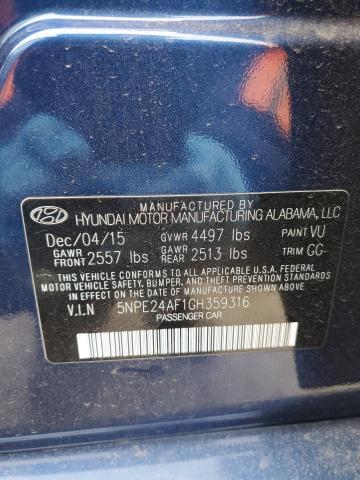 MANUFACTURED BY
HYUNDAI MOTOR MANUFACTURING ALABAMA, LLC
Dec/04/15 GVWR 4497 lbs PAINT VU
GAWR FRONT 2557 lbs GAWR REAR 2513 lbs TRIM GG
THIS VEHICLE CONFORMS TO ALL APPLICABLE U.S.A. FEDERAL
MOTOR VEHICLE SAFETY, BUMPER, AND THEFT PREVENTION
STANDARDS IN EFFECT ON THE DATE OF MANUFACTURE SHOWN ABOVE.
V.I.N 5NPE24AF1GH359316
PASSENGER CAR